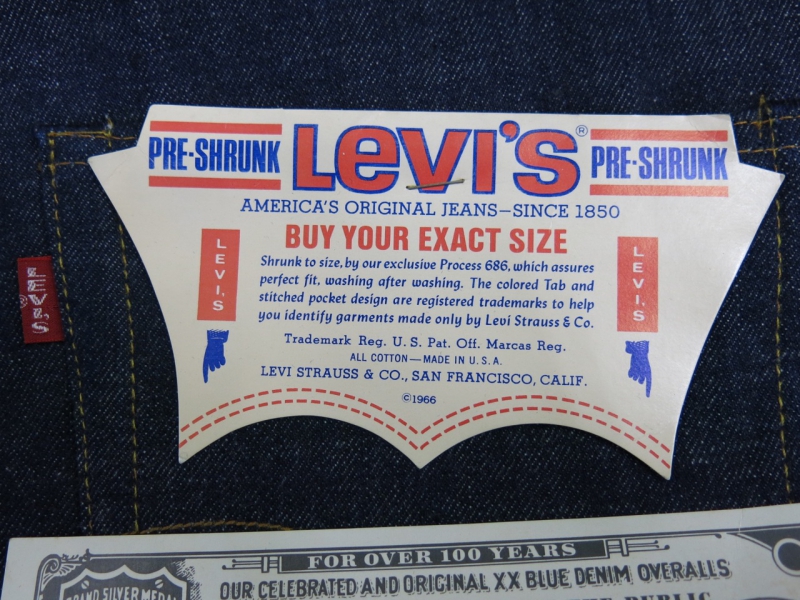 PRE-SHRUNK LEVI'S® PRE-SHRUNK
AMERICA'S ORIGINAL JEANS—SINCE 1850
BUY YOUR EXACT SIZE
Shrunk to size, by our exclusive Process 686, which assures
perfect fit, washing after washing. The colored Tab and
stitched pocket design are registered trademarks to help
you identify garments made only by Levi Strauss & Co.
LEVI'S
LEVI'S
Trademark Reg. U. S. Pat. Off. Marcas Reg.
ALL COTTON—MADE IN U.S.A.
LEVI STRAUSS & CO., SAN FRANCISCO, CALIF.
©1966
LEVI'S®
FOR OVER 100 YEARS
OUR CELEBRATED AND ORIGINAL XX BLUE DENIM OVERALLS
SILVER MEDAL
PUBLIC